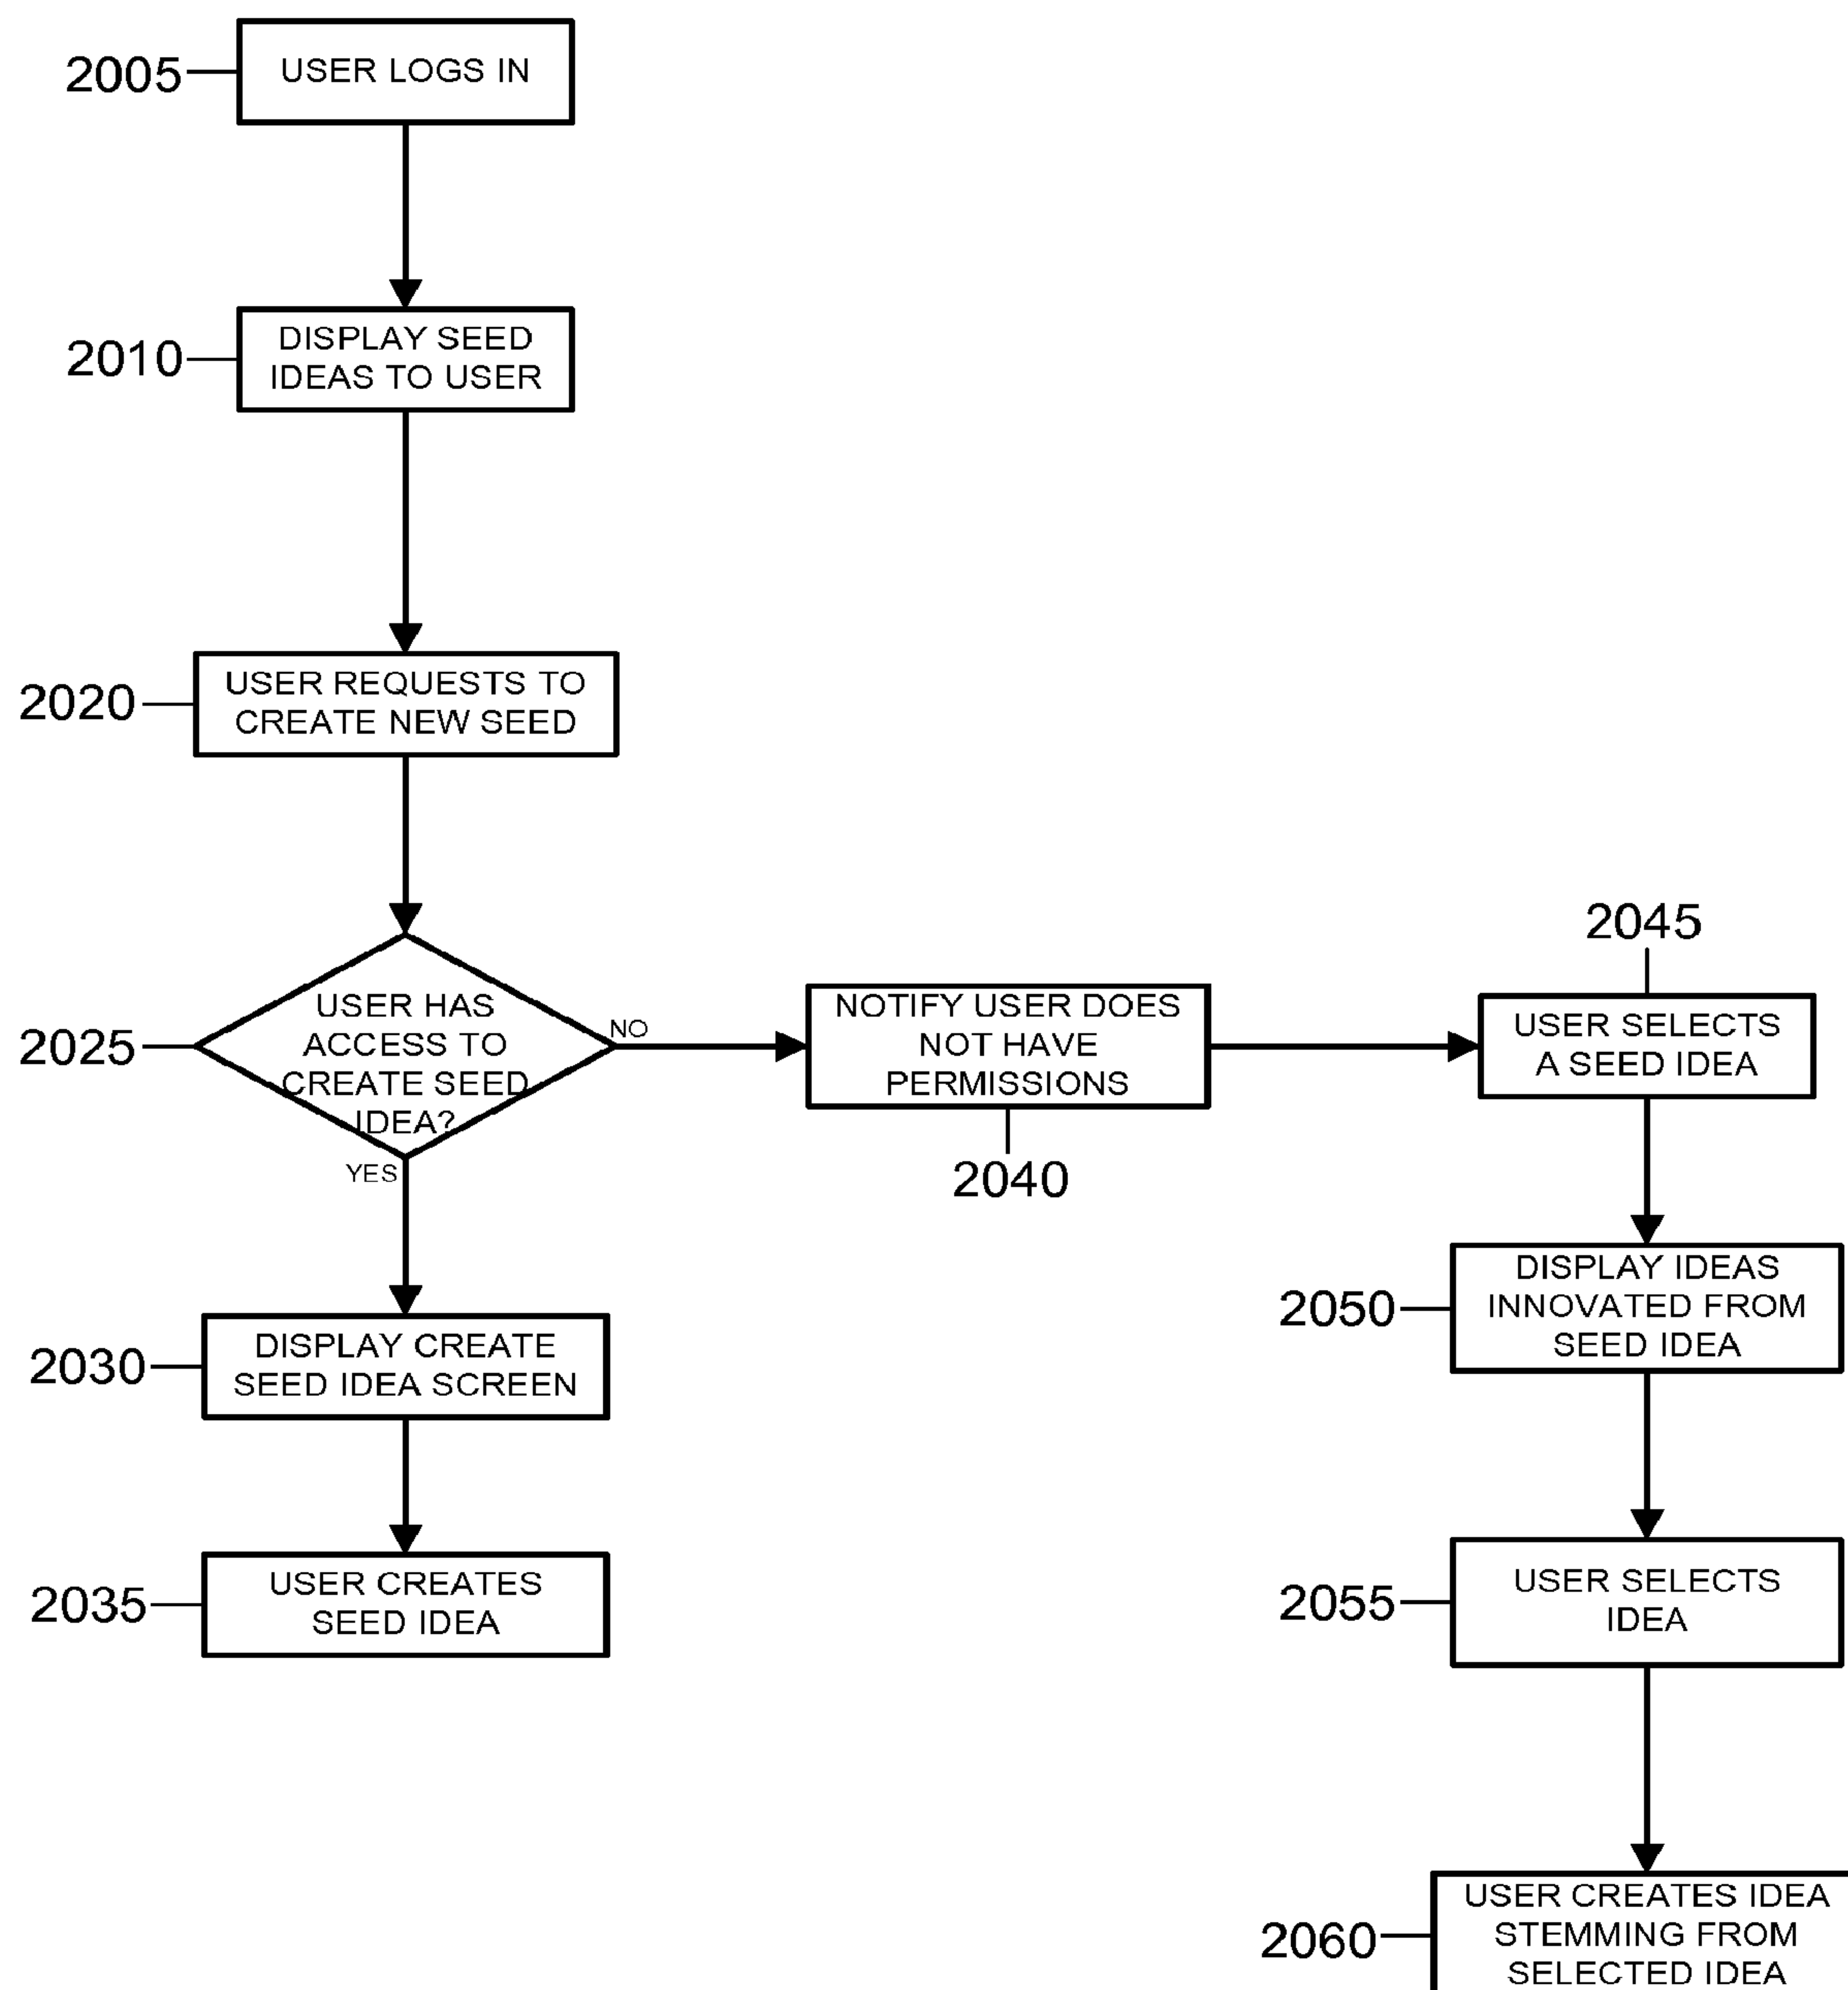 2005
USER LOGS IN
2010
DISPLAY SEED
IDEAS TO USER
2020
USER REQUESTS TO
CREATE NEW SEED
2025
USER HAS
ACCESS TO
CREATE SEED
IDEA?
NO
YES
2030
DISPLAY CREATE
SEED IDEA SCREEN
2035
USER CREATES
SEED IDEA
NOTIFY USER DOES
NOT HAVE
PERMISSIONS
2040
2045
USER SELECTS
A SEED IDEA
2050
DISPLAY IDEAS
INNOVATED FROM
SEED IDEA
2055
USER SELECTS
IDEA
2060
USER CREATES IDEA
STEMMING FROM
SELECTED IDEA